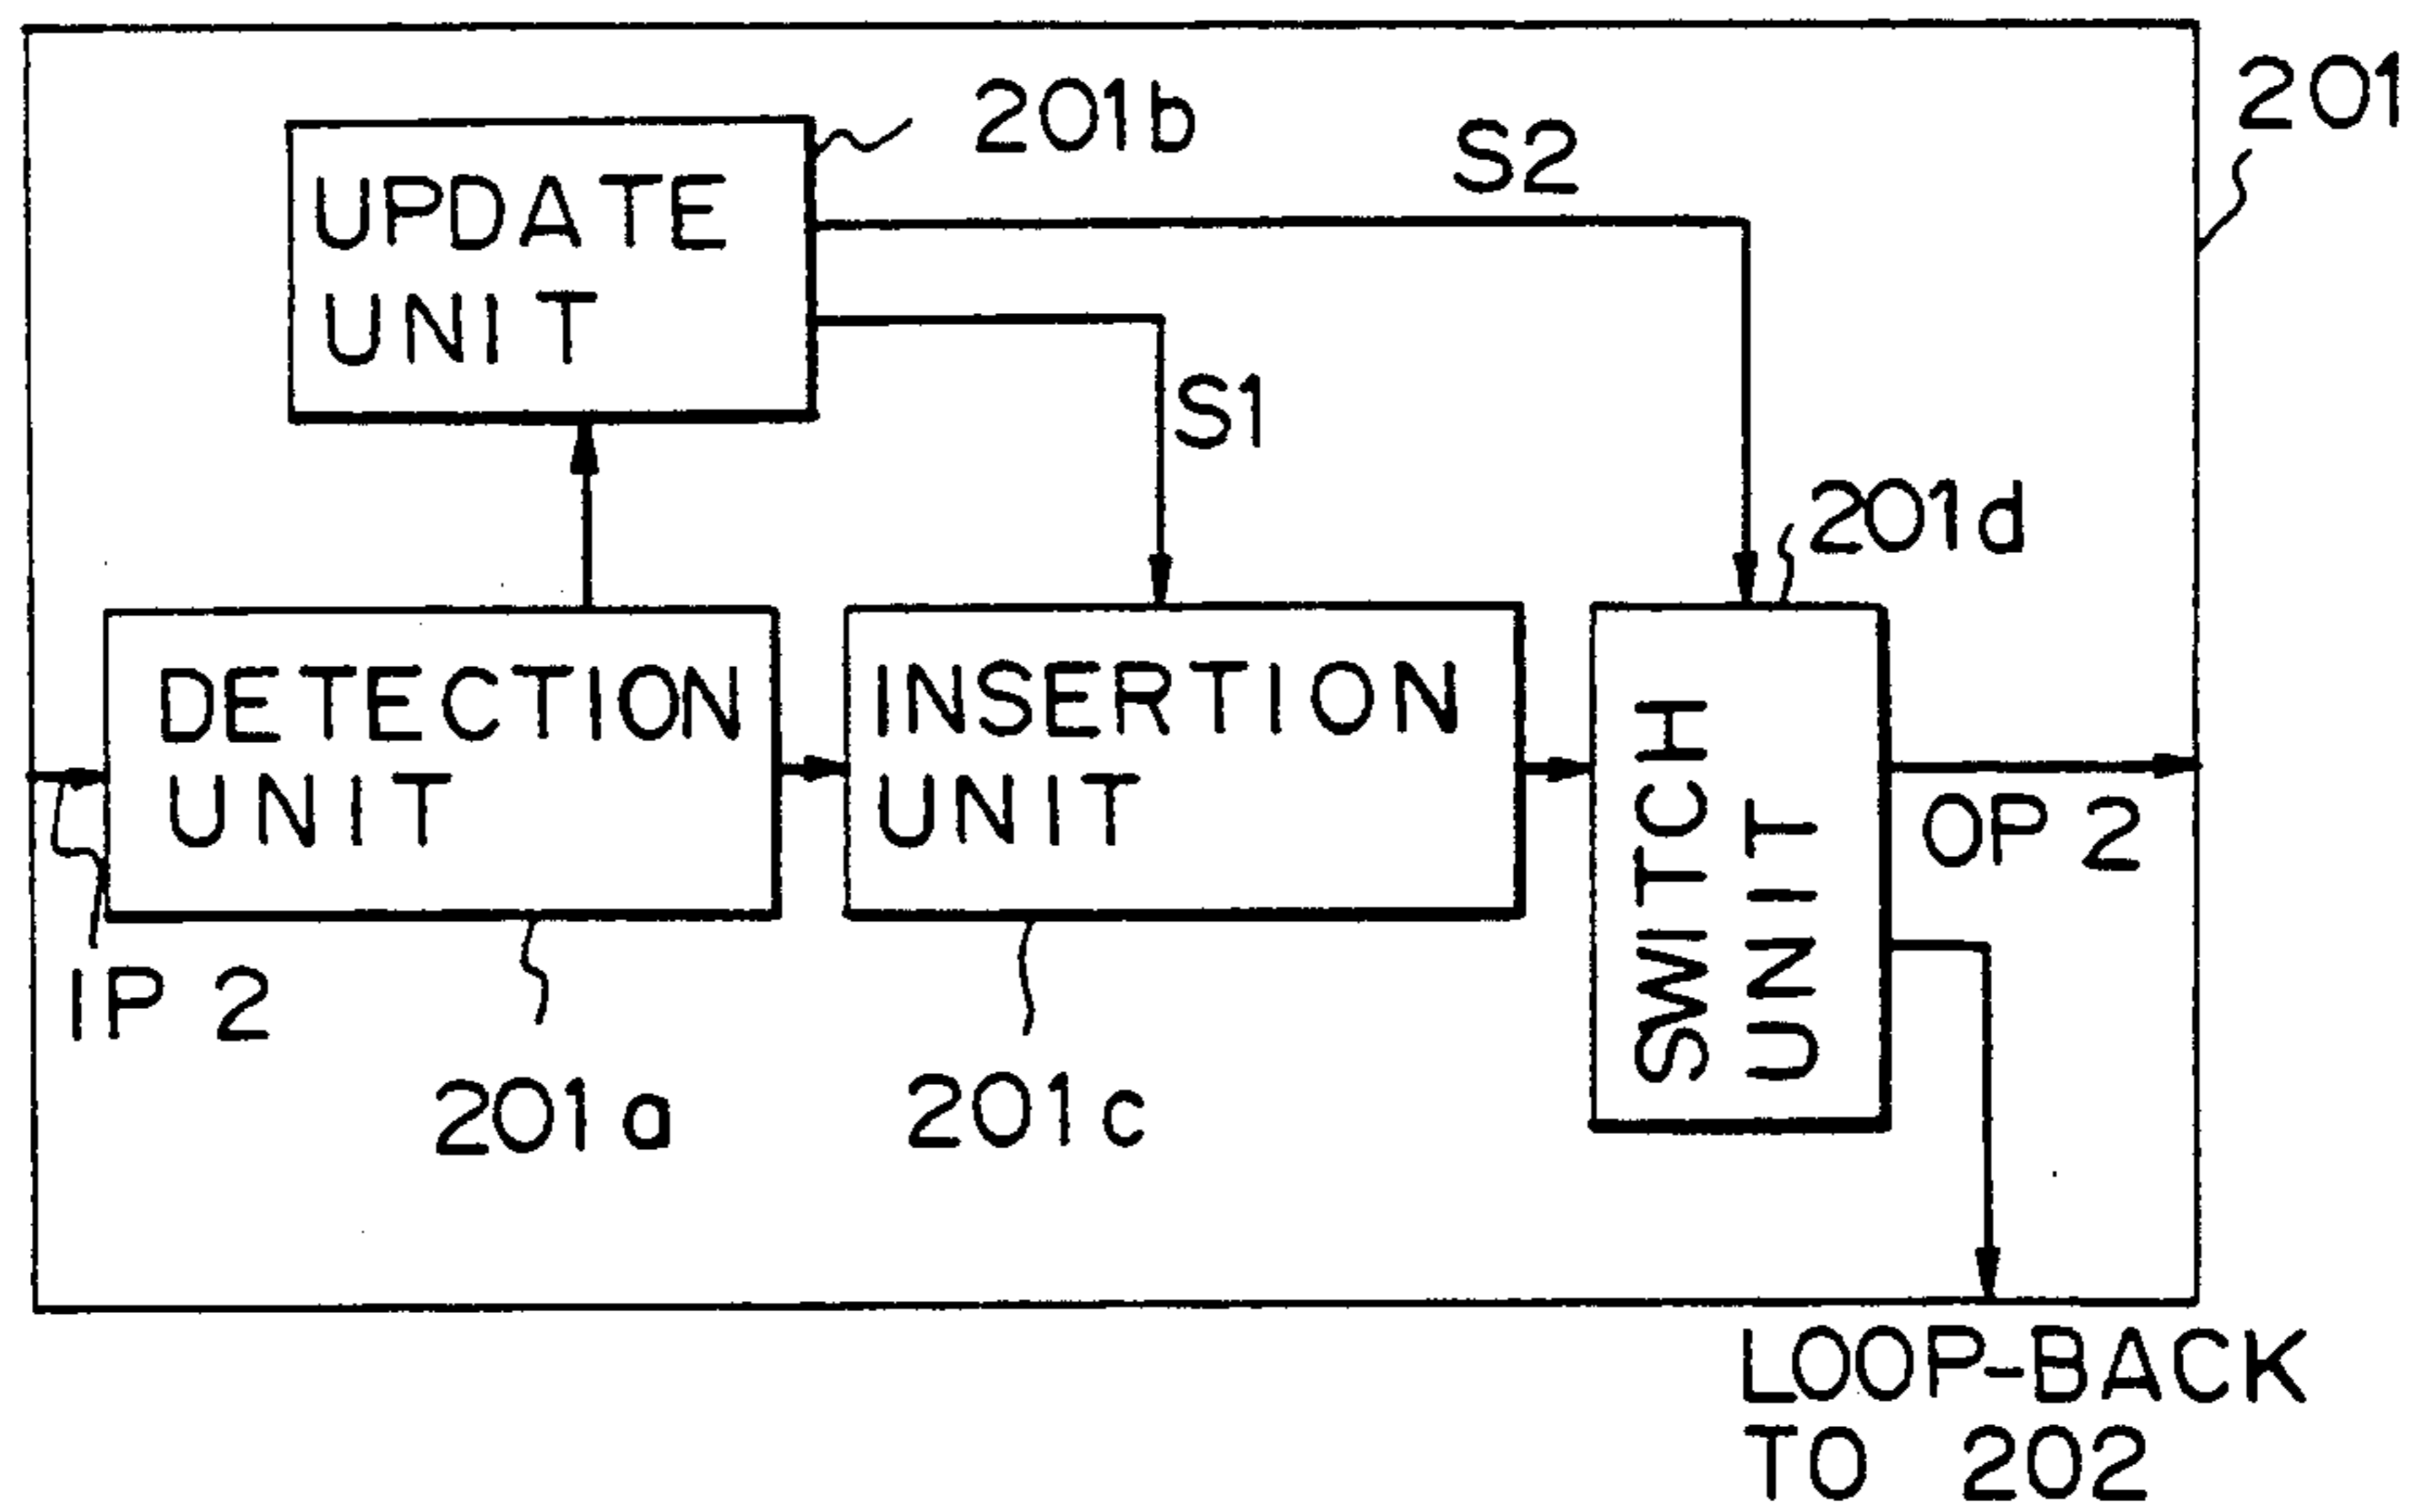 201
201b
S2
UPDATE
UNIT
S1
201d
DETECTION
UNIT
INSERTION
UNIT
SWITCH
UNIT
OP 2
IP 2
201a
201c
LOOP-BACK
TO 202